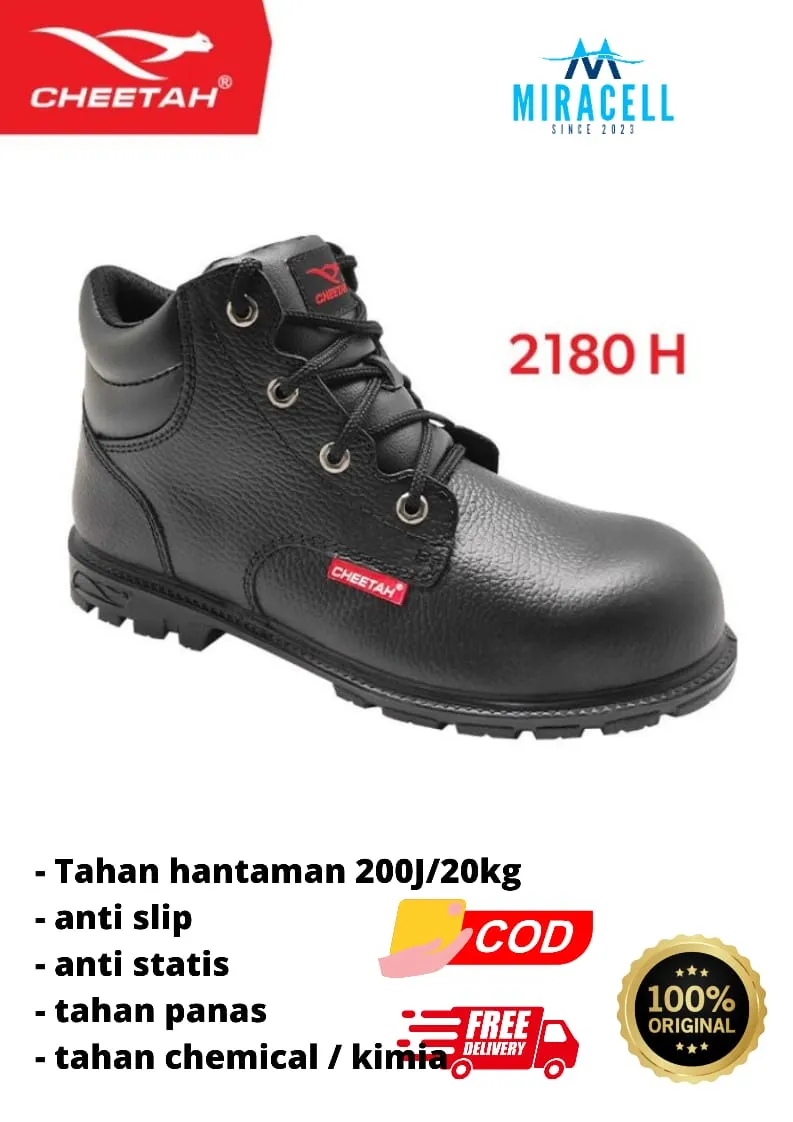 CHEETAH®
MIRACELL
SINCE 2023
CHEETAH
2180 H
CHEETAH®
- Tahan hantaman 200J/20kg
- anti slip
- anti statis
- tahan panas
- tahan chemical / kimia
COD
FREE
DELIVERY
100%
ORIGINAL